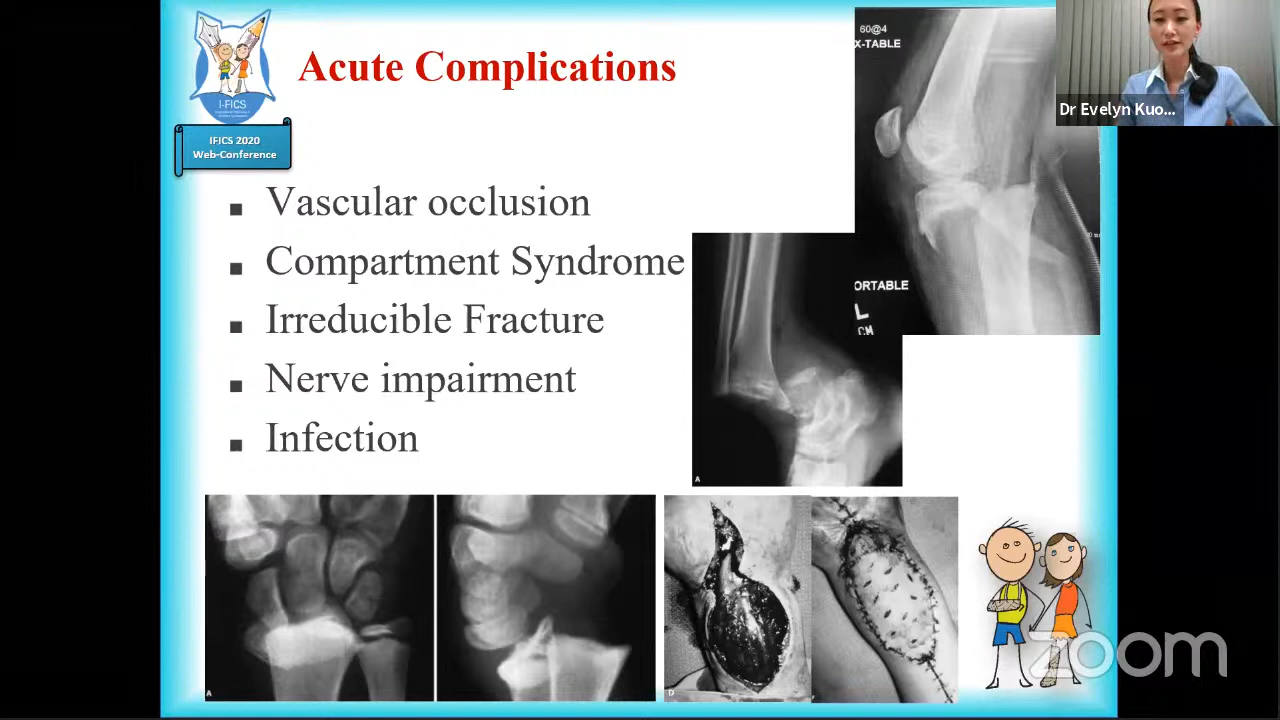 I-FICS
IFICS 2020
Web-Conference
Acute Complications
60@4
X-TABLE
Dr Evelyn Kuo...
■ Vascular occlusion
■ Compartment Syndrome
■ Irreducible Fracture
■ Nerve impairment
■ Infection
ORTABLE
L
CM
A
A
D
zoom